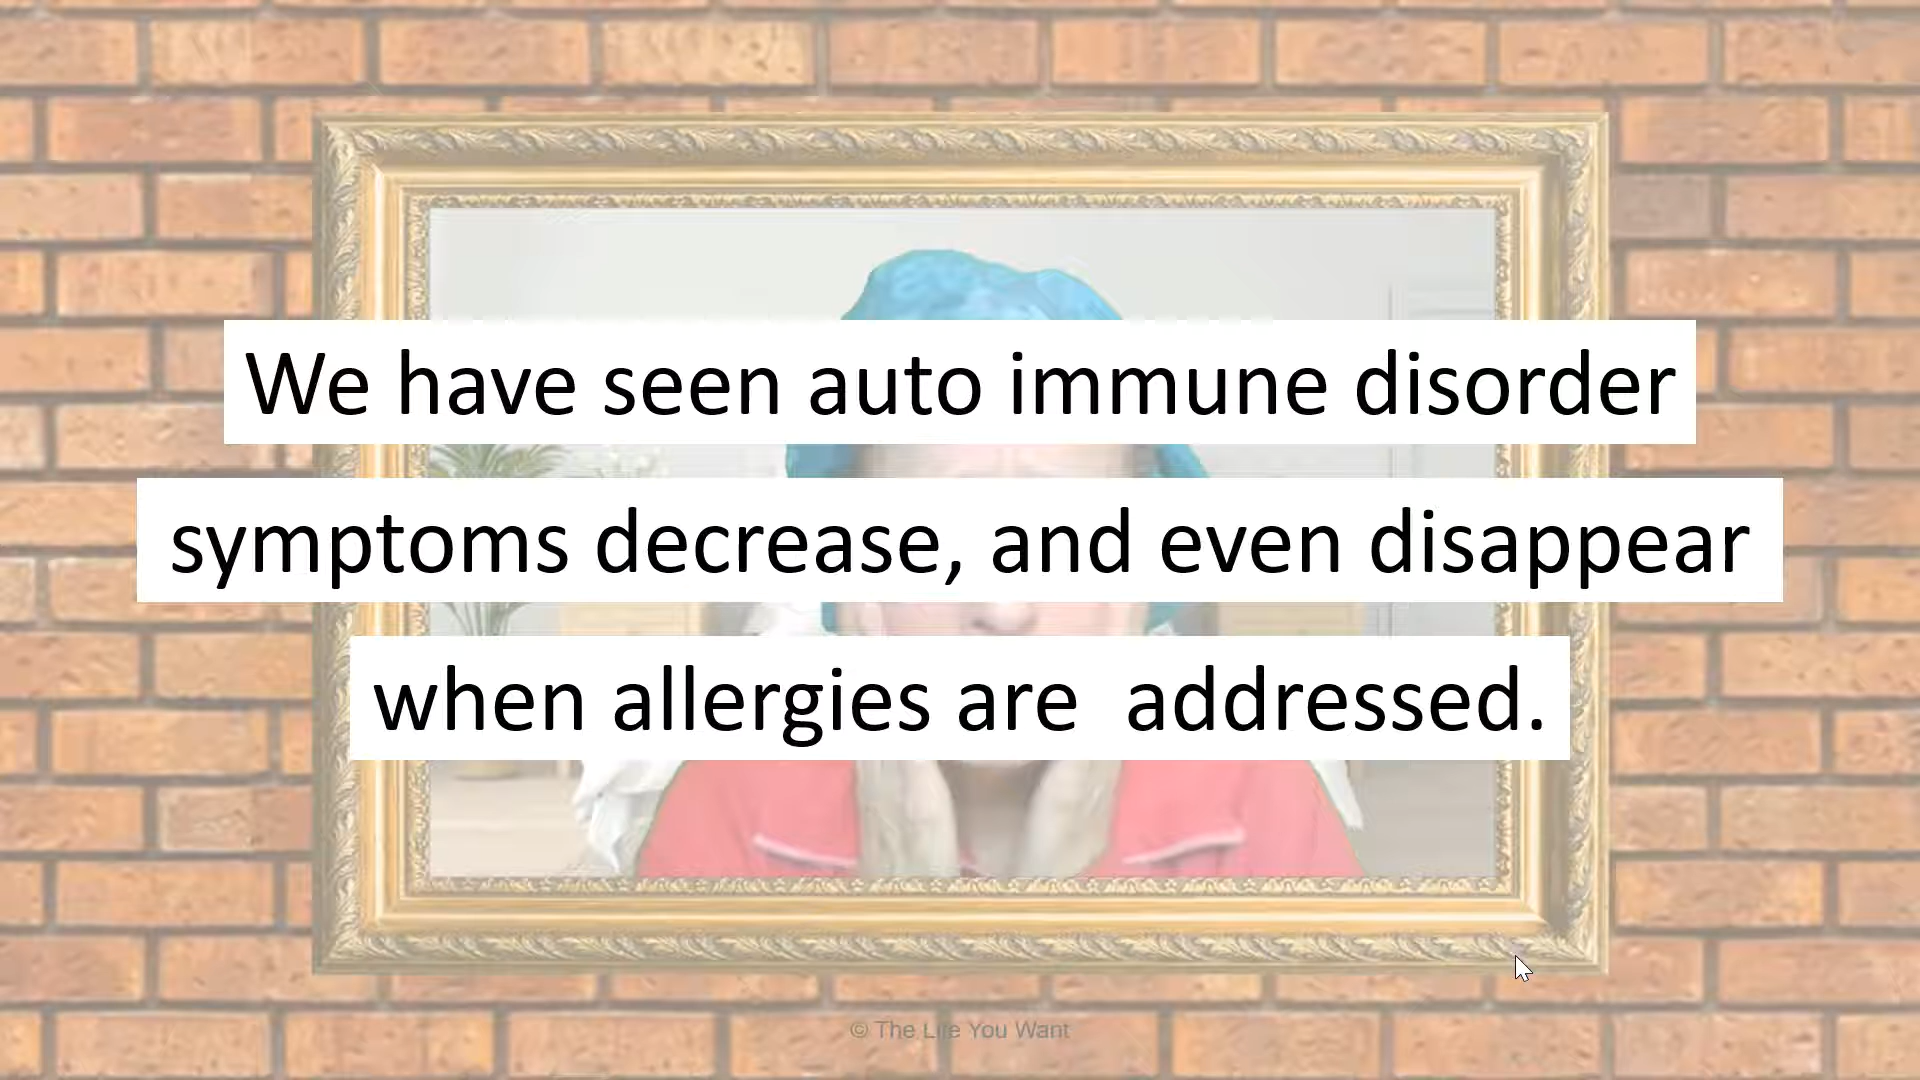 We have seen auto immune disorder
symptoms decrease, and even disappear
when allergies are  addressed.
© The Life You Want